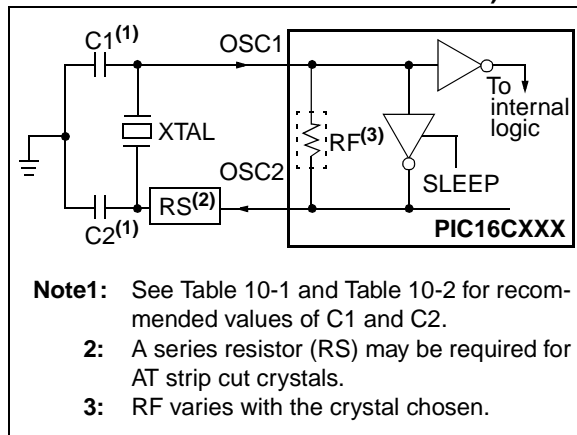 C1(1)
OSC1
To
internal
logic
XTAL
RF(3)
OSC2
SLEEP
RS(2)
C2(1)
PIC16CXXX
Note1: See Table 10-1 and Table 10-2 for recom-
mended values of C1 and C2.
2: A series resistor (RS) may be required for
AT strip cut crystals.
3: RF varies with the crystal chosen.